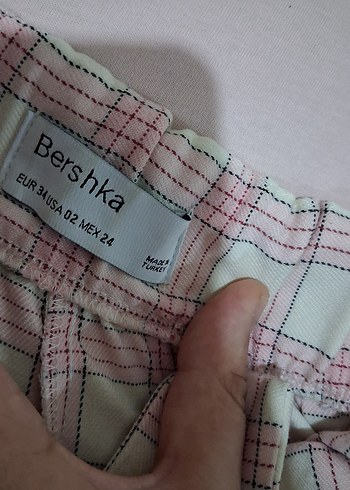 Bershka
EUR 34 USA 02 MEX 24
MADE IN
TURKEY